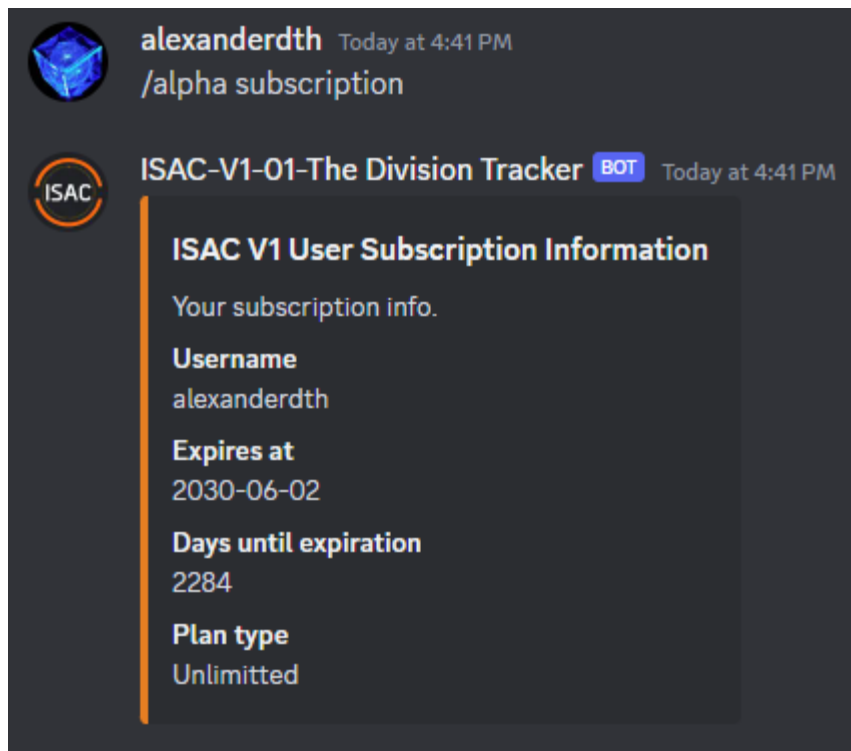 alexanderdth Today at 4:41 PM
/alpha subscription
ISAC
ISAC-V1-01-The Division Tracker BOT Today at 4:41 PM
ISAC V1 User Subscription Information
Your subscription info.
Username
alexanderdth
Expires at
2030-06-02
Days until expiration
2284
Plan type
Unlimitted